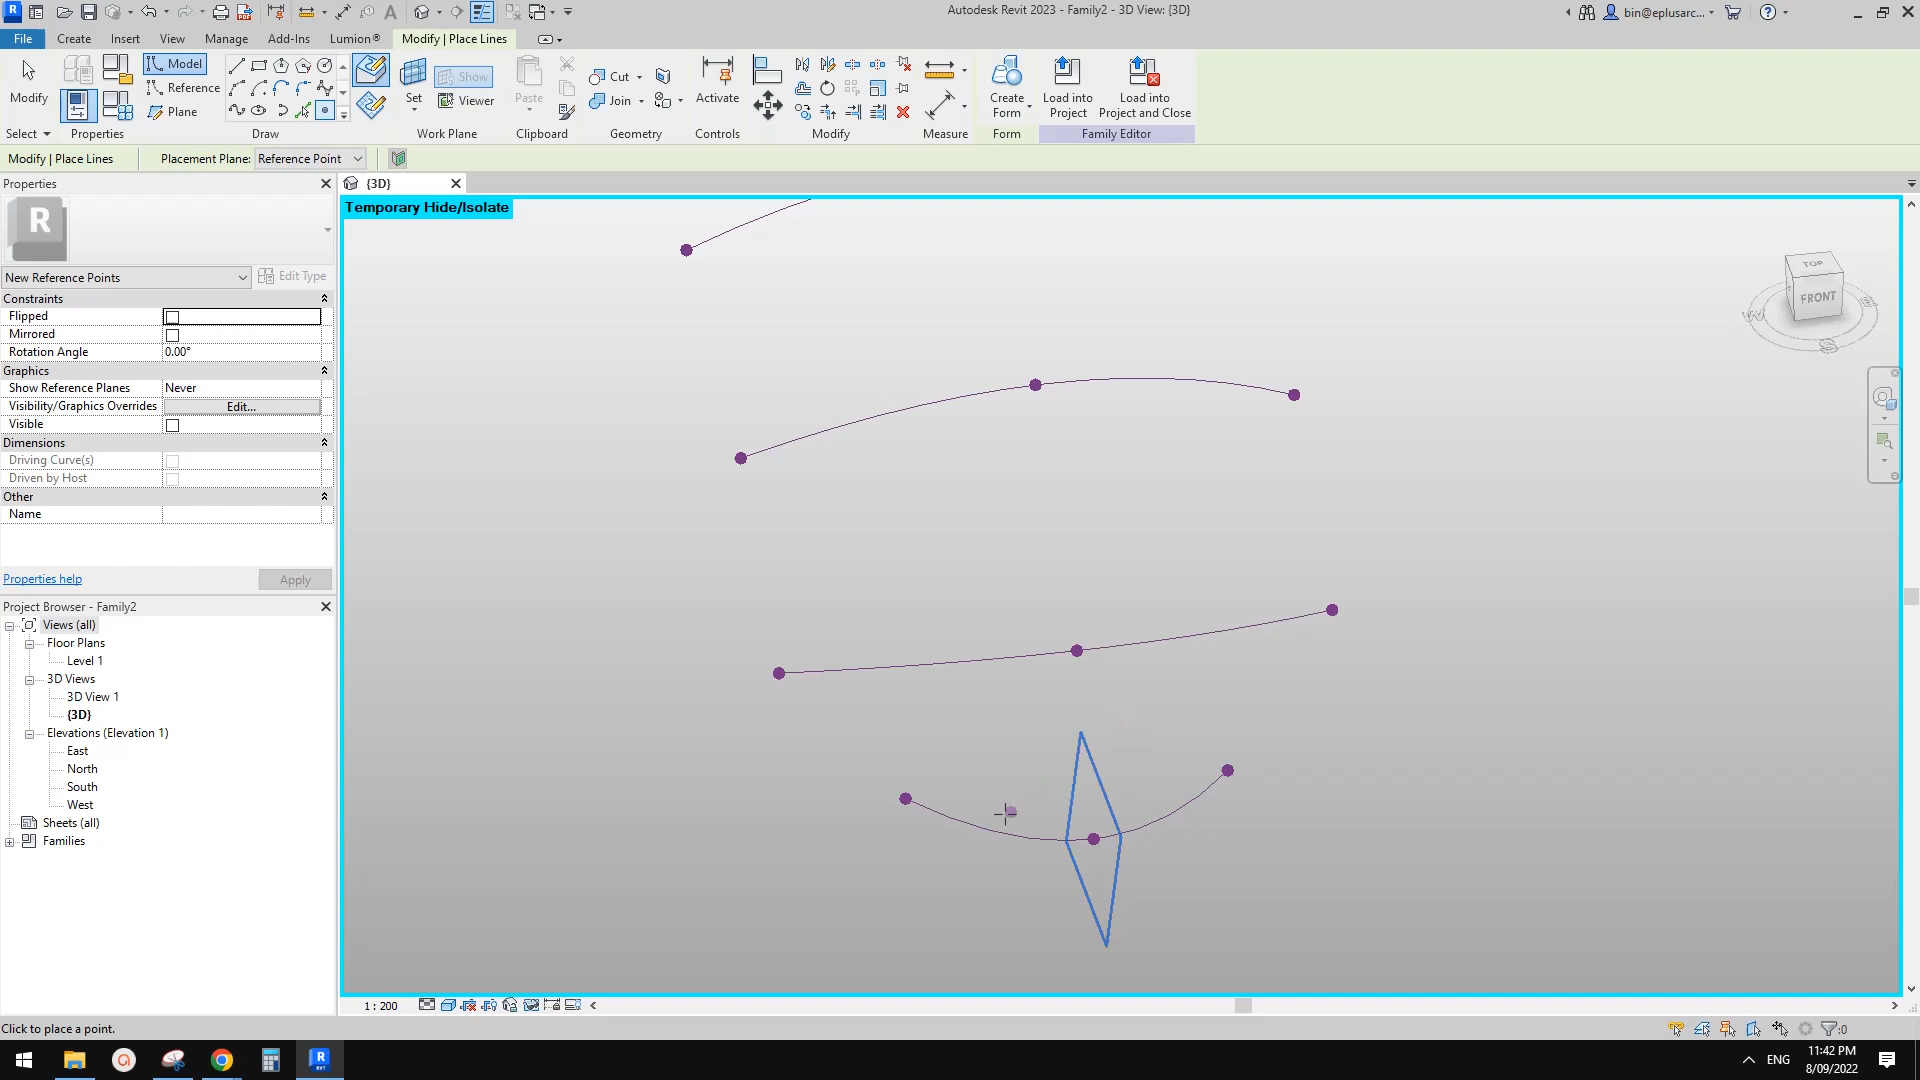 Autodesk Revit 2023 - Family2 - 3D View: {3D}
bin@eplusarc...
File Create Insert View Manage Add-Ins Lumion® Modify | Place Lines
Modify
Model
Reference
Plane
Set
Show
Viewer
Paste
Cut
Join
Activate
Create Form
Load into Project
Load into Project and Close
Select Properties Draw Work Plane Clipboard Geometry Controls Modify Measure Form Family Editor
Modify | Place Lines Placement Plane: Reference Point
Properties
{3D}
Temporary Hide/Isolate
R
New Reference Points
Edit Type
Constraints
Flipped
Mirrored
Rotation Angle 0.00°
Graphics
Show Reference Planes Never
Visibility/Graphics Overrides Edit...
Visible
Dimensions
Driving Curve(s)
Driven by Host
Other
Name
Properties help Apply
Project Browser - Family2
Views (all)
Floor Plans
Level 1
3D Views
3D View 1
{3D}
Elevations (Elevation 1)
East
North
South
West
Sheets (all)
Families
TOP
FRONT
W
S
1 : 200
Click to place a point.
:0
ENG
11:42 PM
8/09/2022